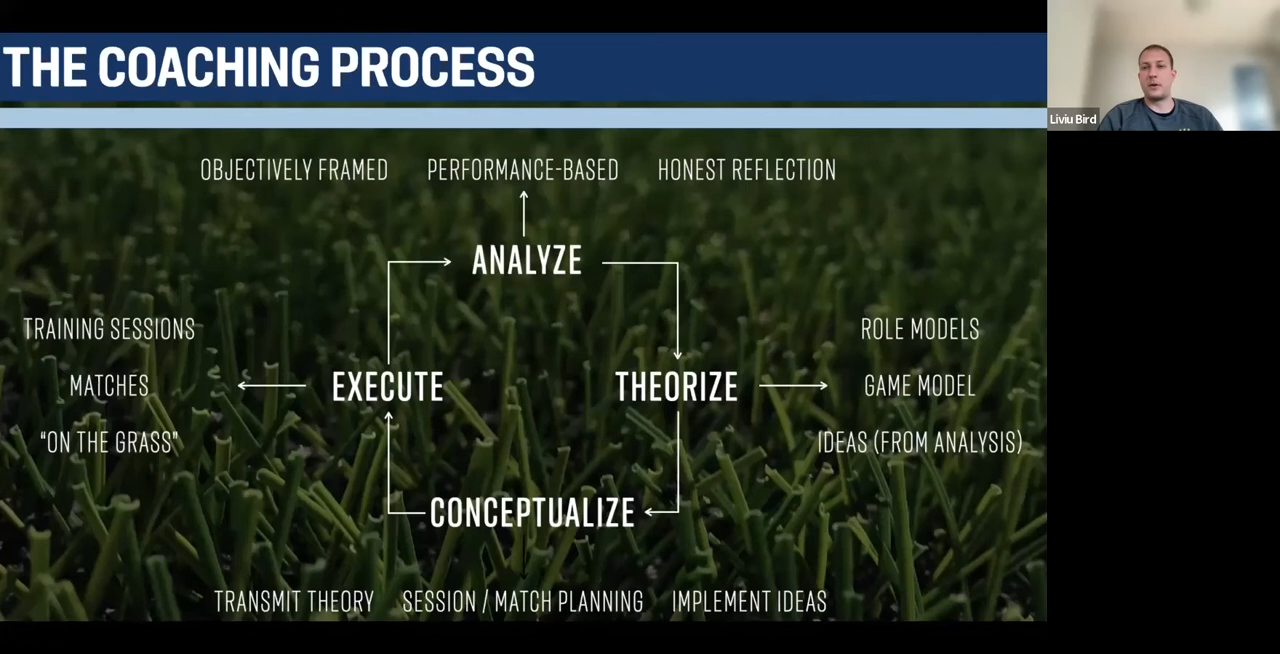 THE COACHING PROCESS
Liviu Bird
OBJECTIVELY FRAMED PERFORMANCE-BASED HONEST REFLECTION
ANALYZE
TRAINING SESSIONS
ROLE MODELS
MATCHES
EXECUTE
THEORIZE
GAME MODEL
"ON THE GRASS"
IDEAS (FROM ANALYSIS)
CONCEPTUALIZE
TRANSMIT THEORY SESSION / MATCH PLANNING IMPLEMENT IDEAS